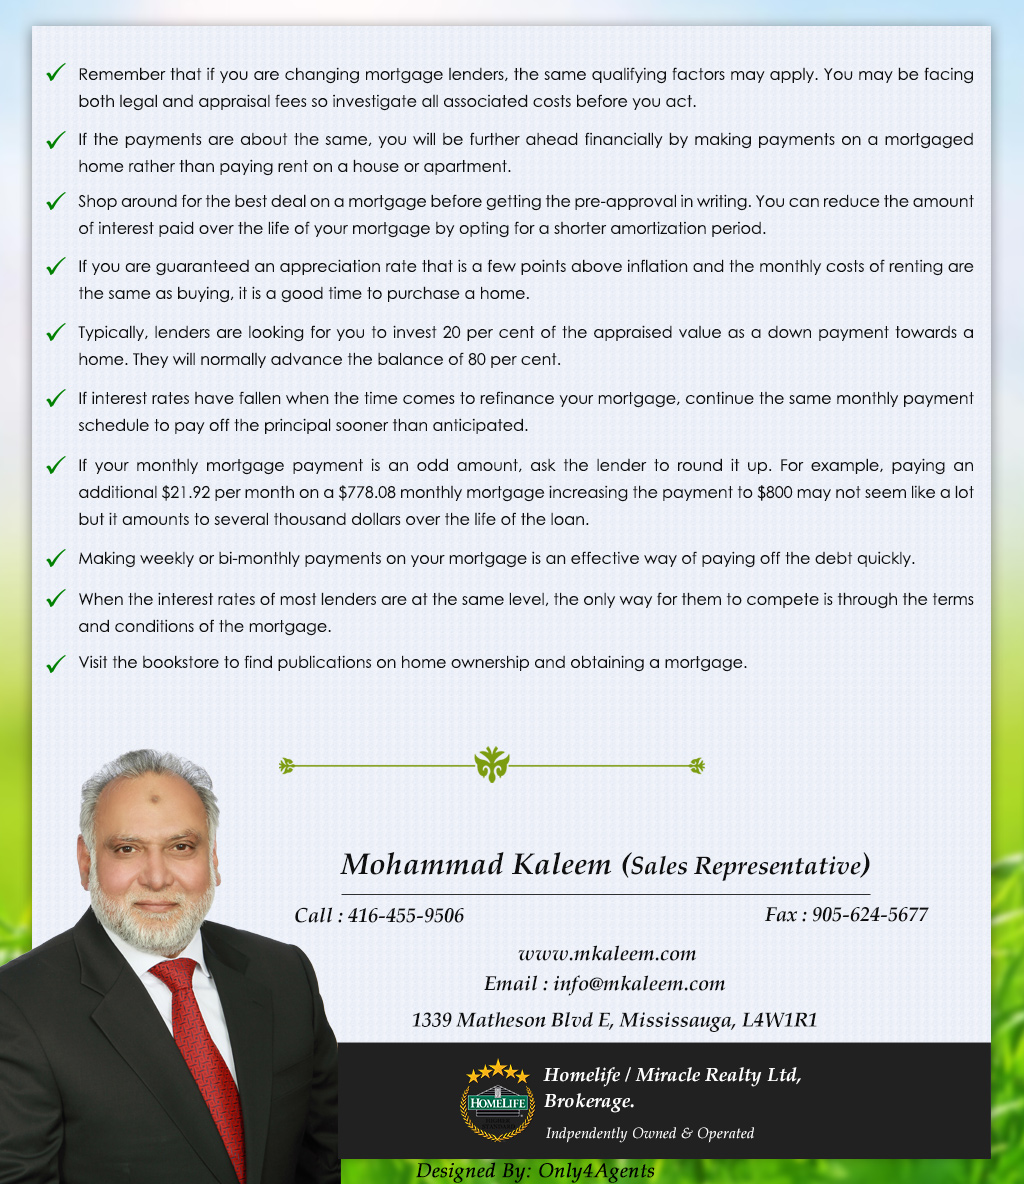 Remember that if you are changing mortgage lenders, the same qualifying factors may apply. You may be facing
both legal and appraisal fees so investigate all associated costs before you act.
If the payments are about the same, you will be further ahead financially by making payments on a mortgaged
home rather than paying rent on a house or apartment.
Shop around for the best deal on a mortgage before getting the pre-approval in writing. You can reduce the amount
of interest paid over the life of your mortgage by opting for a shorter amortization period.
If you are guaranteed an appreciation rate that is a few points above inflation and the monthly costs of renting are
the same as buying, it is a good time to purchase a home.
Typically, lenders are looking for you to invest 20 per cent of the appraised value as a down payment towards a
home. They will normally advance the balance of 80 per cent.
If interest rates have fallen when the time comes to refinance your mortgage, continue the same monthly payment
schedule to pay off the principal sooner than anticipated.
If your monthly mortgage payment is an odd amount, ask the lender to round it up. For example, paying an
additional $21.92 per month on a $778.08 monthly mortgage increasing the payment to $800 may not seem like a lot
but it amounts to several thousand dollars over the life of the loan.
Making weekly or bi-monthly payments on your mortgage is an effective way of paying off the debt quickly.
When the interest rates of most lenders are at the same level, the only way for them to compete is through the terms
and conditions of the mortgage.
Visit the bookstore to find publications on home ownership and obtaining a mortgage.
Mohammad Kaleem (Sales Representative)
Call : 416-455-9506
Fax : 905-624-5677
www.mkaleem.com
Email : info@mkaleem.com
1339 Matheson Blvd E, Mississauga, L4W1R1
HOMELIFE
Homelife / Miracle Realty Ltd,
Brokerage.
Indpendently Owned & Operated
Designed By: Only4Agents